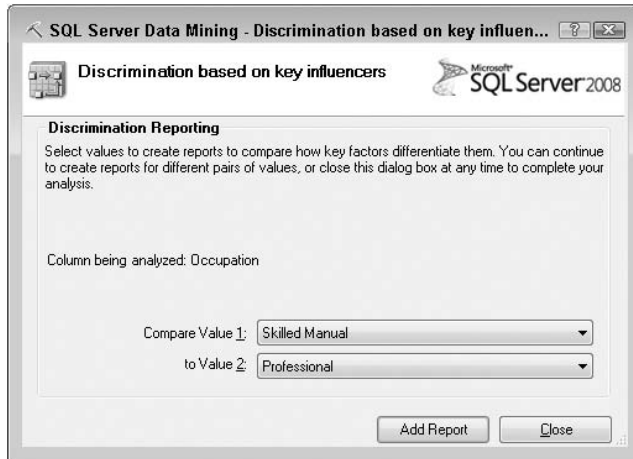 SQL Server Data Mining - Discrimination based on key influen...
Discrimination based on key influencers
Microsoft®
SQL Server 2008
Discrimination Reporting
Select values to create reports to compare how key factors differentiate them. You can continue
to create reports for different pairs of values, or close this dialog box at any time to complete your
analysis.
Column being analyzed: Occupation
Compare Value 1: Skilled Manual
to Value 2: Professional
Add Report Close